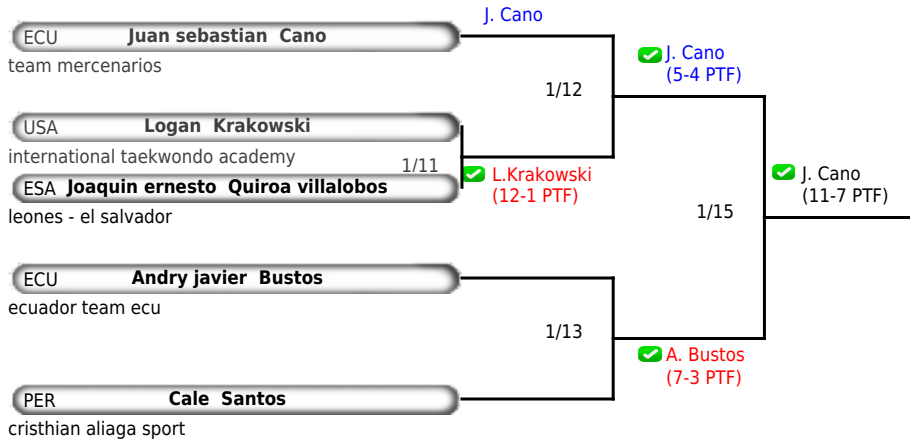 J. Cano
ECU Juan sebastian Cano
team mercenarios
J. Cano
(5-4 PTF)
1/12
USA Logan Krakowski
international taekwondo academy
1/11
L.Krakowski
(12-1 PTF)
ESA Joaquin ernesto Quiroa villalobos
leones - el salvador
J. Cano
(11-7 PTF)
1/15
ECU Andry javier Bustos
ecuador team ecu
1/13
A. Bustos
(7-3 PTF)
PER Cale Santos
cristhian aliaga sport